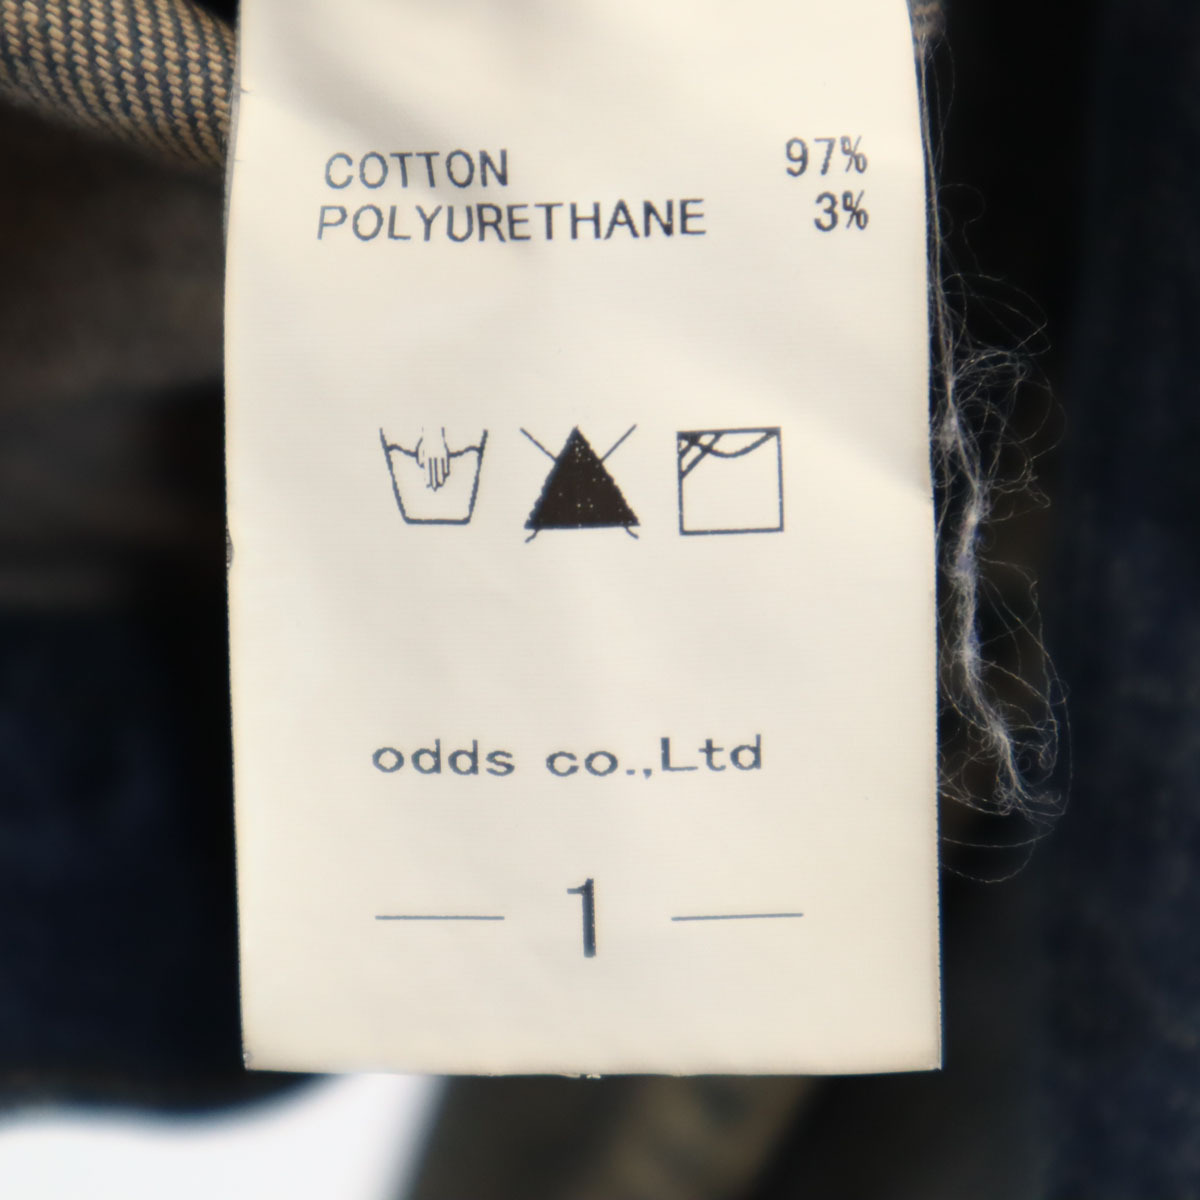 COTTON 97%
POLYURETHANE 3%
odds co.,Ltd
1